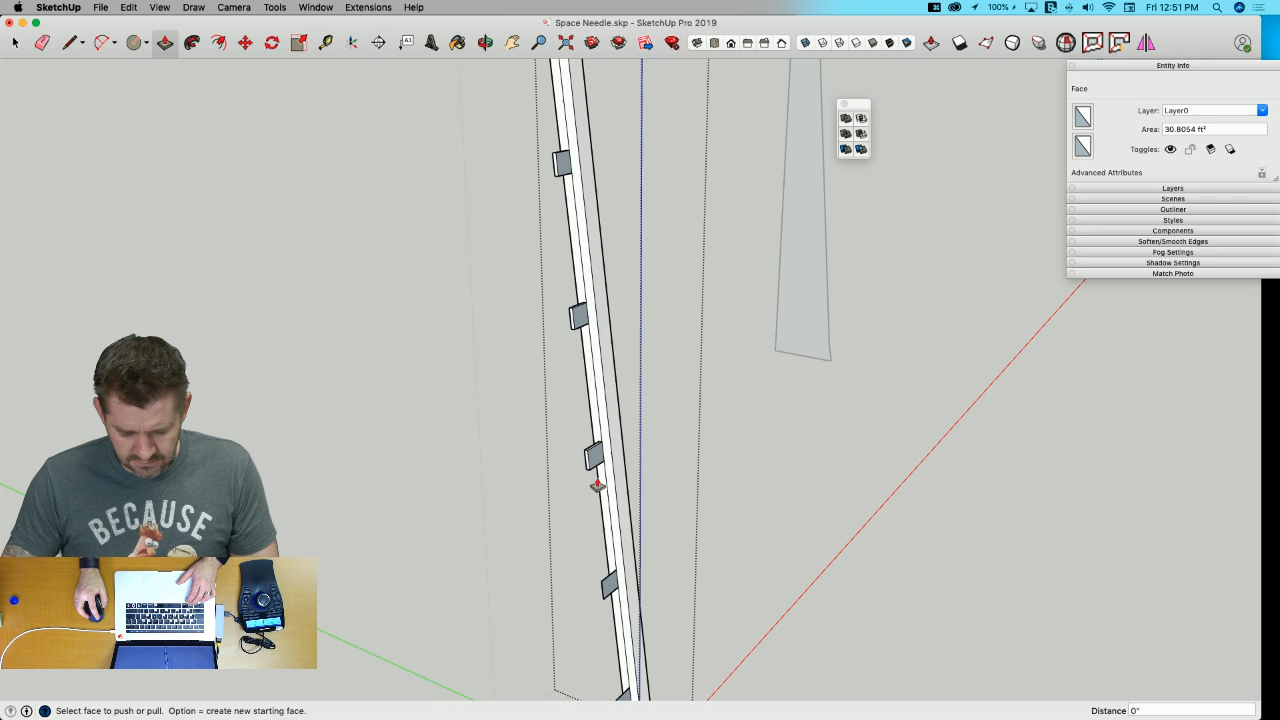 SketchUp File Edit View Draw Camera Tools Window Extensions Help
100% Fri 12:51 PM
Space Needle.skp - SketchUp Pro 2019
Entity Info
Face
Layer: Layer0
Area: 30.8054 ft²
Toggles:
Advanced Attributes
Layers
Scenes
Outliner
Styles
Components
Soften/Smooth Edges
Fog Settings
Shadow Settings
Match Photo
BECAUSE
Select face to push or pull. Option = create new starting face.
Distance 0"